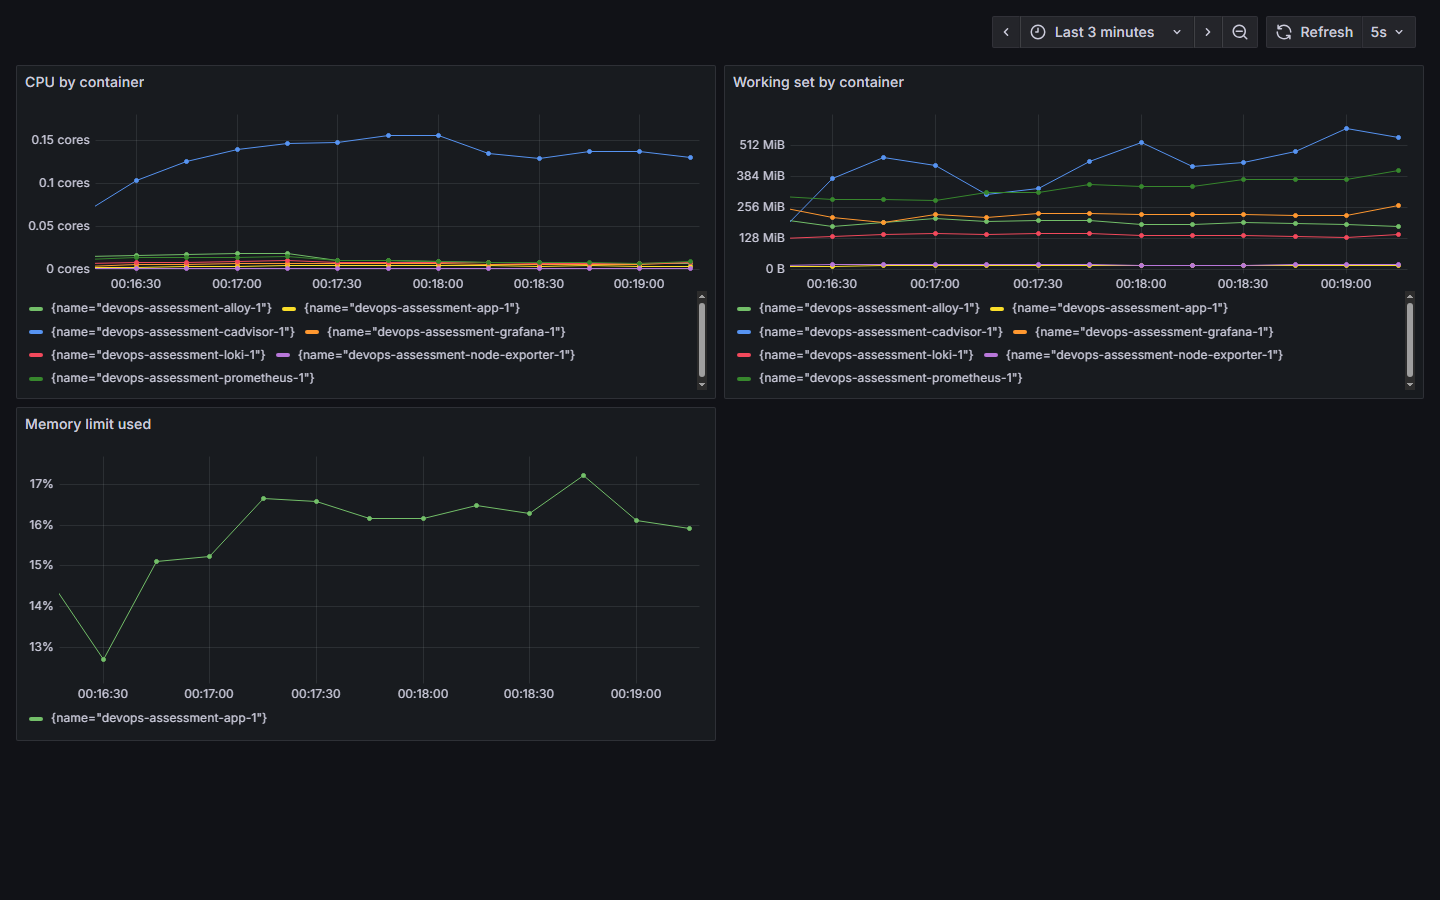 Last 3 minutes Refresh 5s
CPU by container
0.15 cores
0.1 cores
0.05 cores
0 cores
00:16:30 00:17:00 00:17:30 00:18:00 00:18:30 00:19:00
{name="devops-assessment-alloy-1"} {name="devops-assessment-app-1"}
{name="devops-assessment-cadvisor-1"} {name="devops-assessment-grafana-1"}
{name="devops-assessment-loki-1"} {name="devops-assessment-node-exporter-1"}
{name="devops-assessment-prometheus-1"}
Working set by container
512 MiB
384 MiB
256 MiB
128 MiB
0 B
00:16:30 00:17:00 00:17:30 00:18:00 00:18:30 00:19:00
{name="devops-assessment-alloy-1"} {name="devops-assessment-app-1"}
{name="devops-assessment-cadvisor-1"} {name="devops-assessment-grafana-1"}
{name="devops-assessment-loki-1"} {name="devops-assessment-node-exporter-1"}
{name="devops-assessment-prometheus-1"}
Memory limit used
17%
16%
15%
14%
13%
00:16:30 00:17:00 00:17:30 00:18:00 00:18:30 00:19:00
{name="devops-assessment-app-1"}